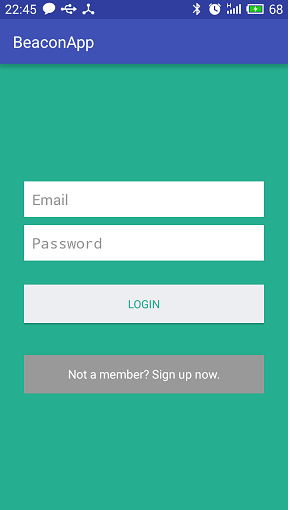 22:45 H 68
BeaconApp
Email
Password
LOGIN
Not a member? Sign up now.